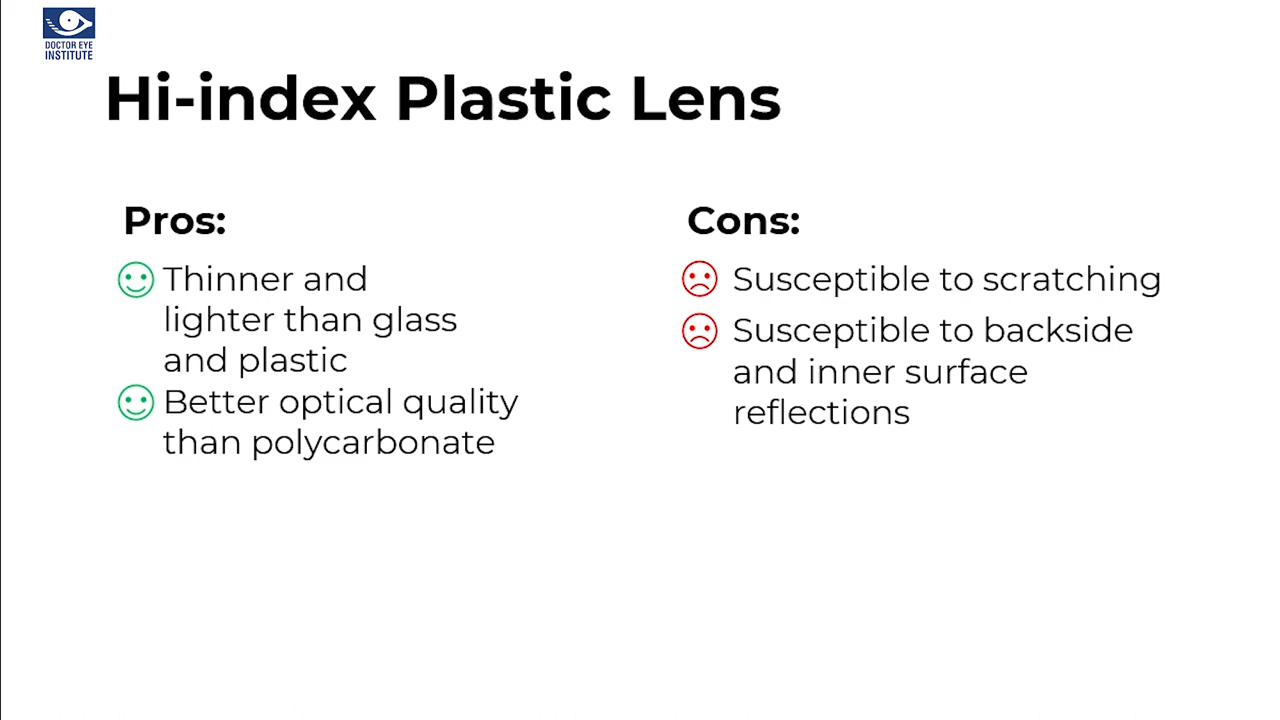 DOCTOR EYE
INSTITUTE
Hi-index Plastic Lens
Pros:
Thinner and
lighter than glass
and plastic
Better optical quality
than polycarbonate
Cons:
Susceptible to scratching
Susceptible to backside
and inner surface
reflections